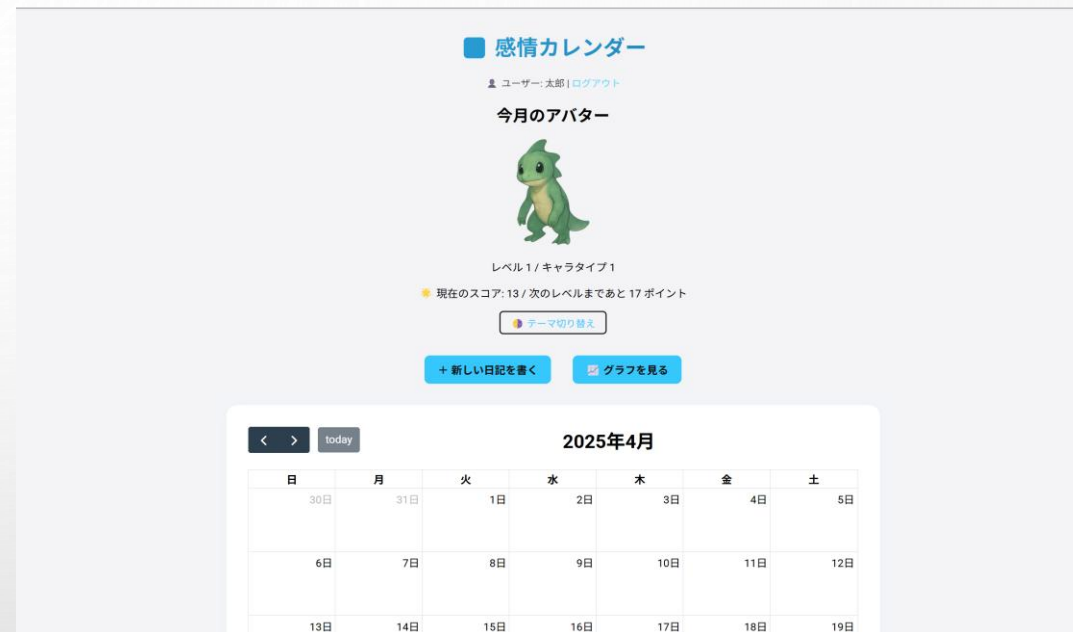 感情カレンダー
ユーザー: 太郎 | ログアウト
今月のアバター
レベル 1 / キャラタイプ 1
現在のスコア: 13 / 次のレベルまであと 17 ポイント
テーマ切り替え
+ 新しい日記を書く グラフを見る
< > today 2025年4月
日 月 火 水 木 金 土
30日 31日 1日 2日 3日 4日 5日
6日 7日 8日 9日 10日 11日 12日
13日 14日 15日 16日 17日 18日 19日